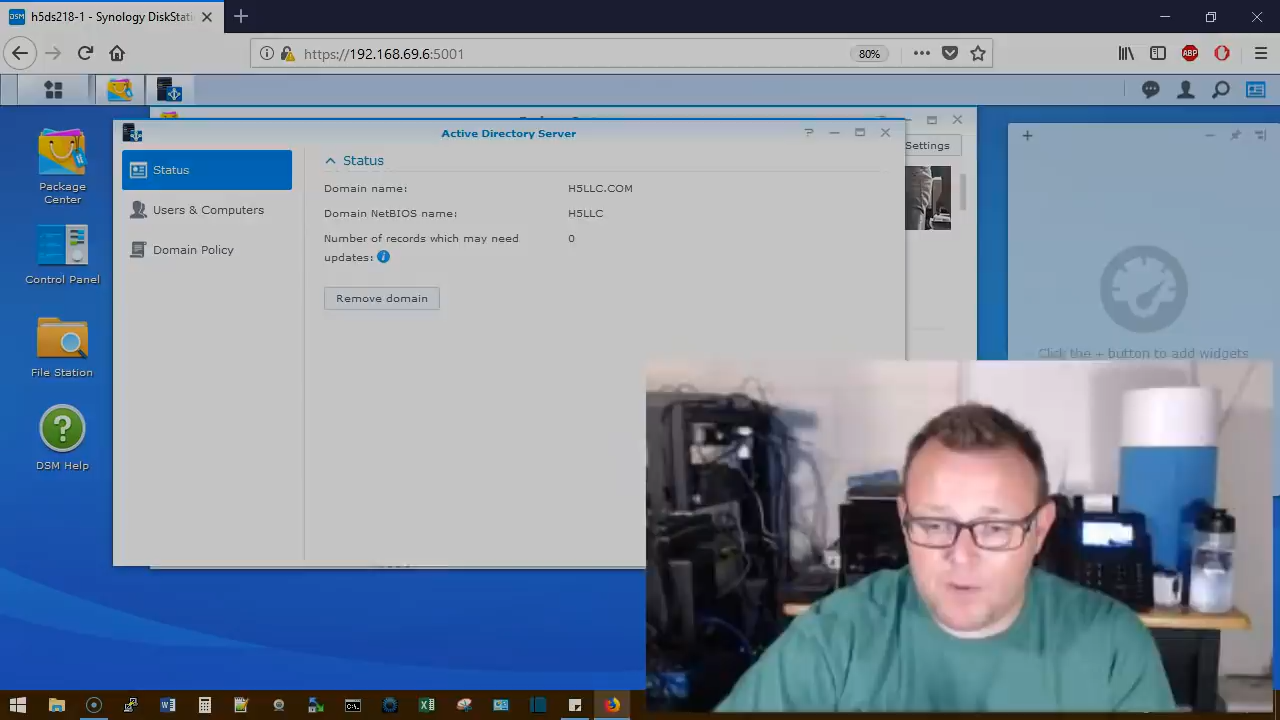 h5ds218-1 - Synology DiskStati
https://192.168.69.6:5001
80%
ABP
Active Directory Server
Settings
Package
Center
Control Panel
File Station
DSM Help
Status
Users & Computers
Domain Policy
Status
Domain name: H5LLC.COM
Domain NetBIOS name: H5LLC
Number of records which may need
updates: 0
Remove domain
Click the + button to add widgets